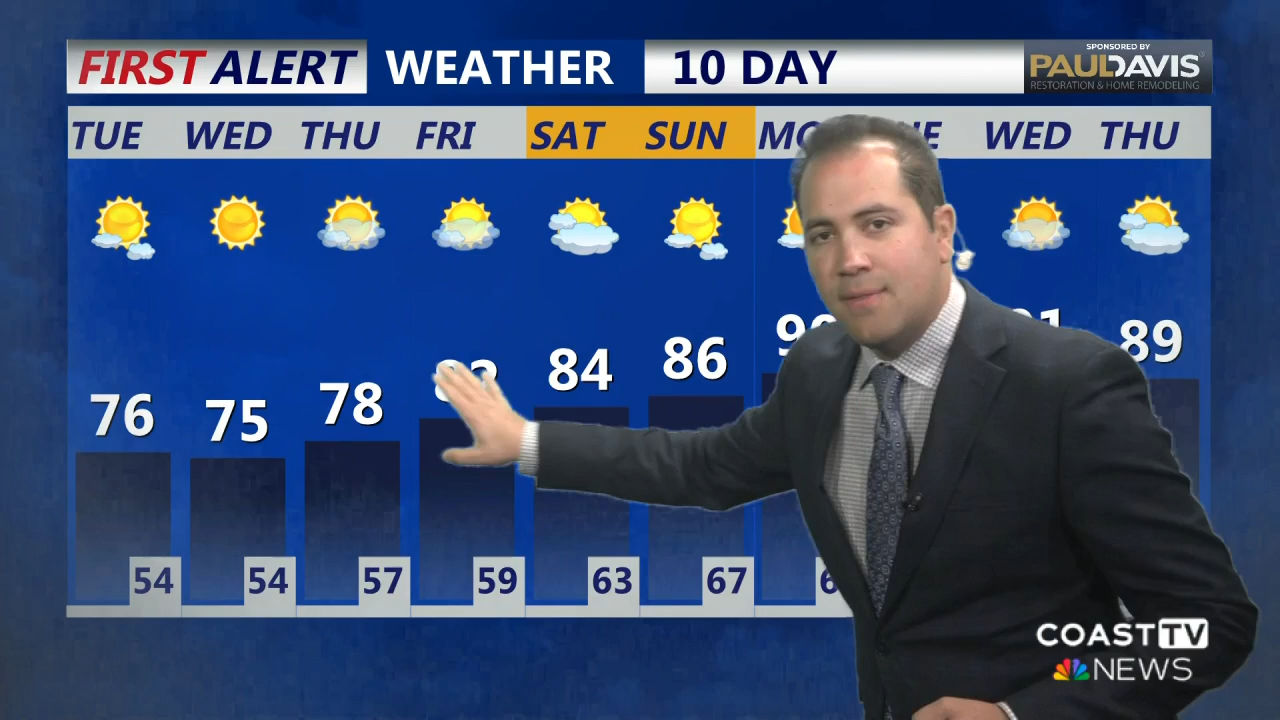 FIRST ALERT WEATHER 10 DAY
SPONSORED BY
PAUL DAVIS
RESTORATION & HOME REMODELING
TUE WED THU FRI SAT SUN WED THU
76 75 78 84 86 89
54 54 57 59 63 67
COAST TV
NEWS